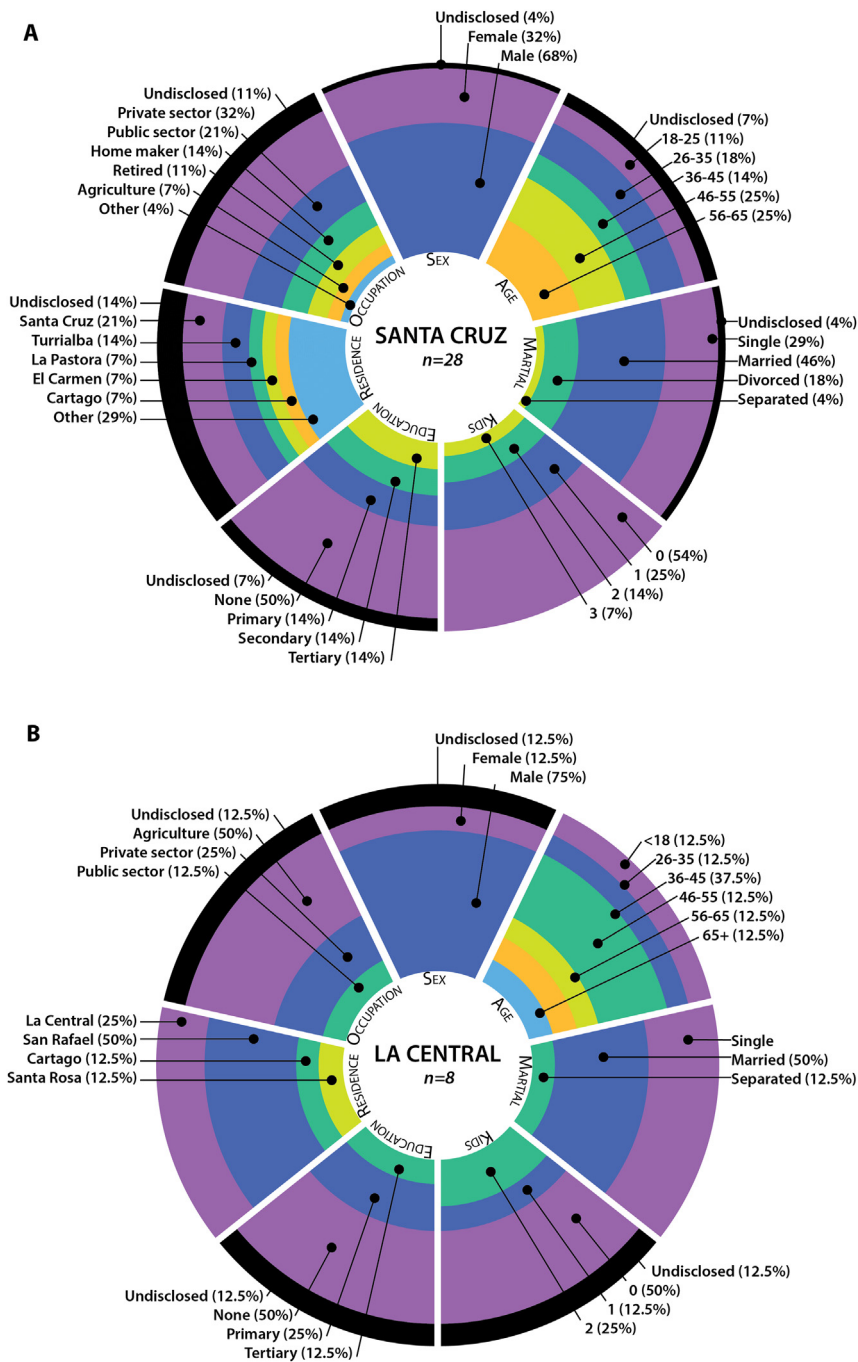 A
Undisclosed (4%)
Female (32%)
Male (68%)
Undisclosed (11%)
Private sector (32%)
Public sector (21%)
Home maker (14%)
Retired (11%)
Agriculture (7%)
Other (4%)
Undisclosed (7%)
18-25 (11%)
26-35 (18%)
36-45 (14%)
46-55 (25%)
56-65 (25%)
Undisclosed (14%)
Santa Cruz (21%)
Turrialba (14%)
La Pastora (7%)
El Carmen (7%)
Cartago (7%)
Other (29%)
Undisclosed (4%)
Single (29%)
Married (46%)
Divorced (18%)
Separated (4%)
SEX
AGE
MARTIAL
KIDS
EDUCATION
RESIDENCE
OCCUPATION
SANTA CRUZ
n=28
0 (54%)
1 (25%)
2 (14%)
3 (7%)
Undisclosed (7%)
None (50%)
Primary (14%)
Secondary (14%)
Tertiary (14%)
B
Undisclosed (12.5%)
Female (12.5%)
Male (75%)
Undisclosed (12.5%)
Agriculture (50%)
Private sector (25%)
Public sector (12.5%)
<18 (12.5%)
26-35 (12.5%)
36-45 (37.5%)
46-55 (12.5%)
56-65 (12.5%)
65+ (12.5%)
La Central (25%)
San Rafael (50%)
Cartago (12.5%)
Santa Rosa (12.5%)
Single
Married (50%)
Separated (12.5%)
SEX
AGE
MARTIAL
KIDS
EDUCATION
RESIDENCE
OCCUPATION
LA CENTRAL
n=8
Undisclosed (12.5%)
0 (50%)
1 (12.5%)
2 (25%)
Undisclosed (12.5%)
None (50%)
Primary (25%)
Tertiary (12.5%)